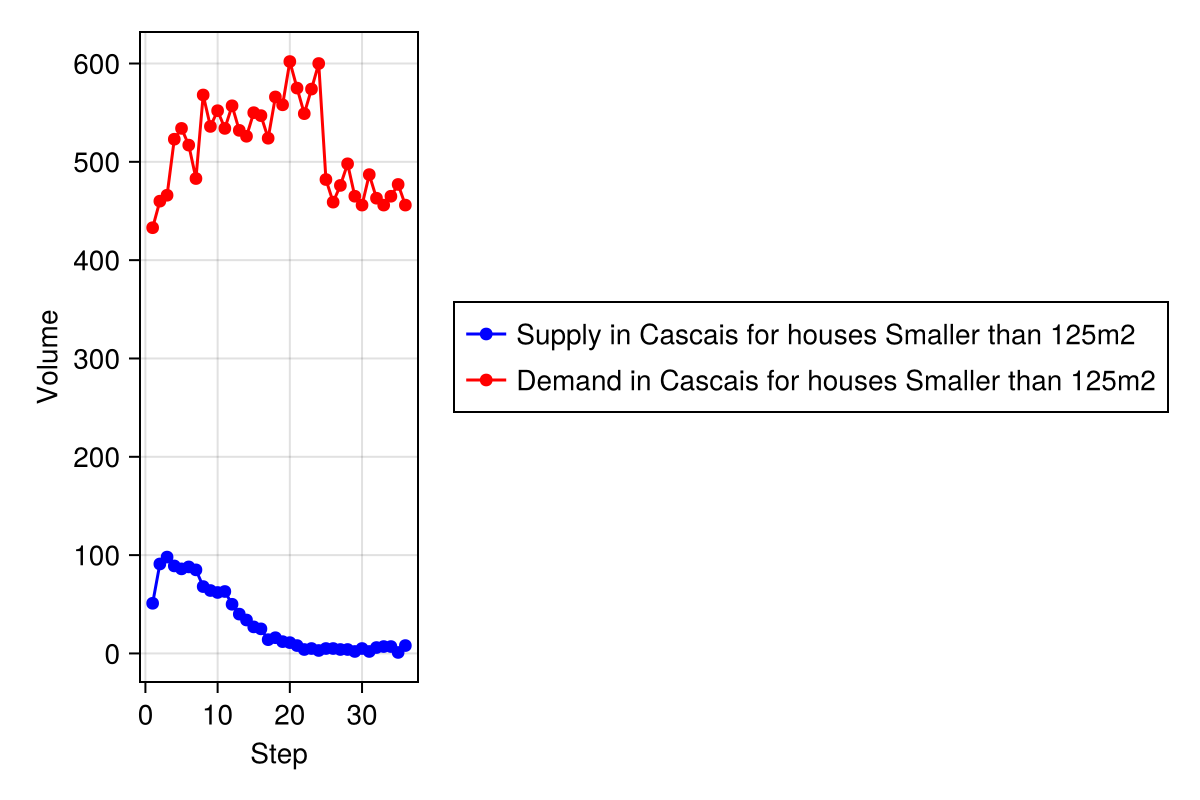 600
500
400
300
200
100
0
Volume
0 10 20 30
Step
Supply in Cascais for houses Smaller than 125m2
Demand in Cascais for houses Smaller than 125m2